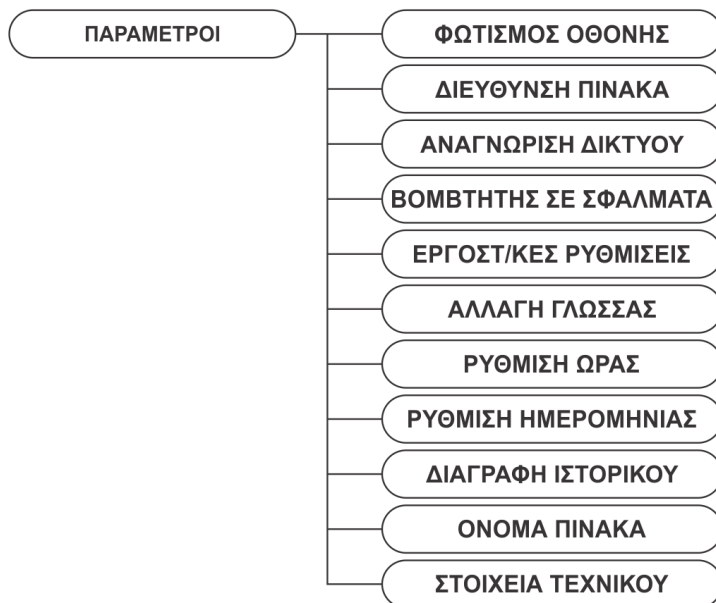 ΠΑΡΑΜΕΤΡΟΙ
ΦΩΤΙΣΜΟΣ ΟΘΟΝΗΣ
ΔΙΕΥΘΥΝΣΗ ΠΙΝΑΚΑ
ΑΝΑΓΝΩΡΙΣΗ ΔΙΚΤΥΟΥ
ΒΟΜΒΤΗΤΗΣ ΣΕ ΣΦΑΛΜΑΤΑ
ΕΡΓΟΣΤ/ΚΕΣ ΡΥΘΜΙΣΕΙΣ
ΑΛΛΑΓΗ ΓΛΩΣΣΑΣ
ΡΥΘΜΙΣΗ ΩΡΑΣ
ΡΥΘΜΙΣΗ ΗΜΕΡΟΜΗΝΙΑΣ
ΔΙΑΓΡΑΦΗ ΙΣΤΟΡΙΚΟΥ
ΟΝΟΜΑ ΠΙΝΑΚΑ
ΣΤΟΙΧΕΙΑ ΤΕΧΝΙΚΟΥ